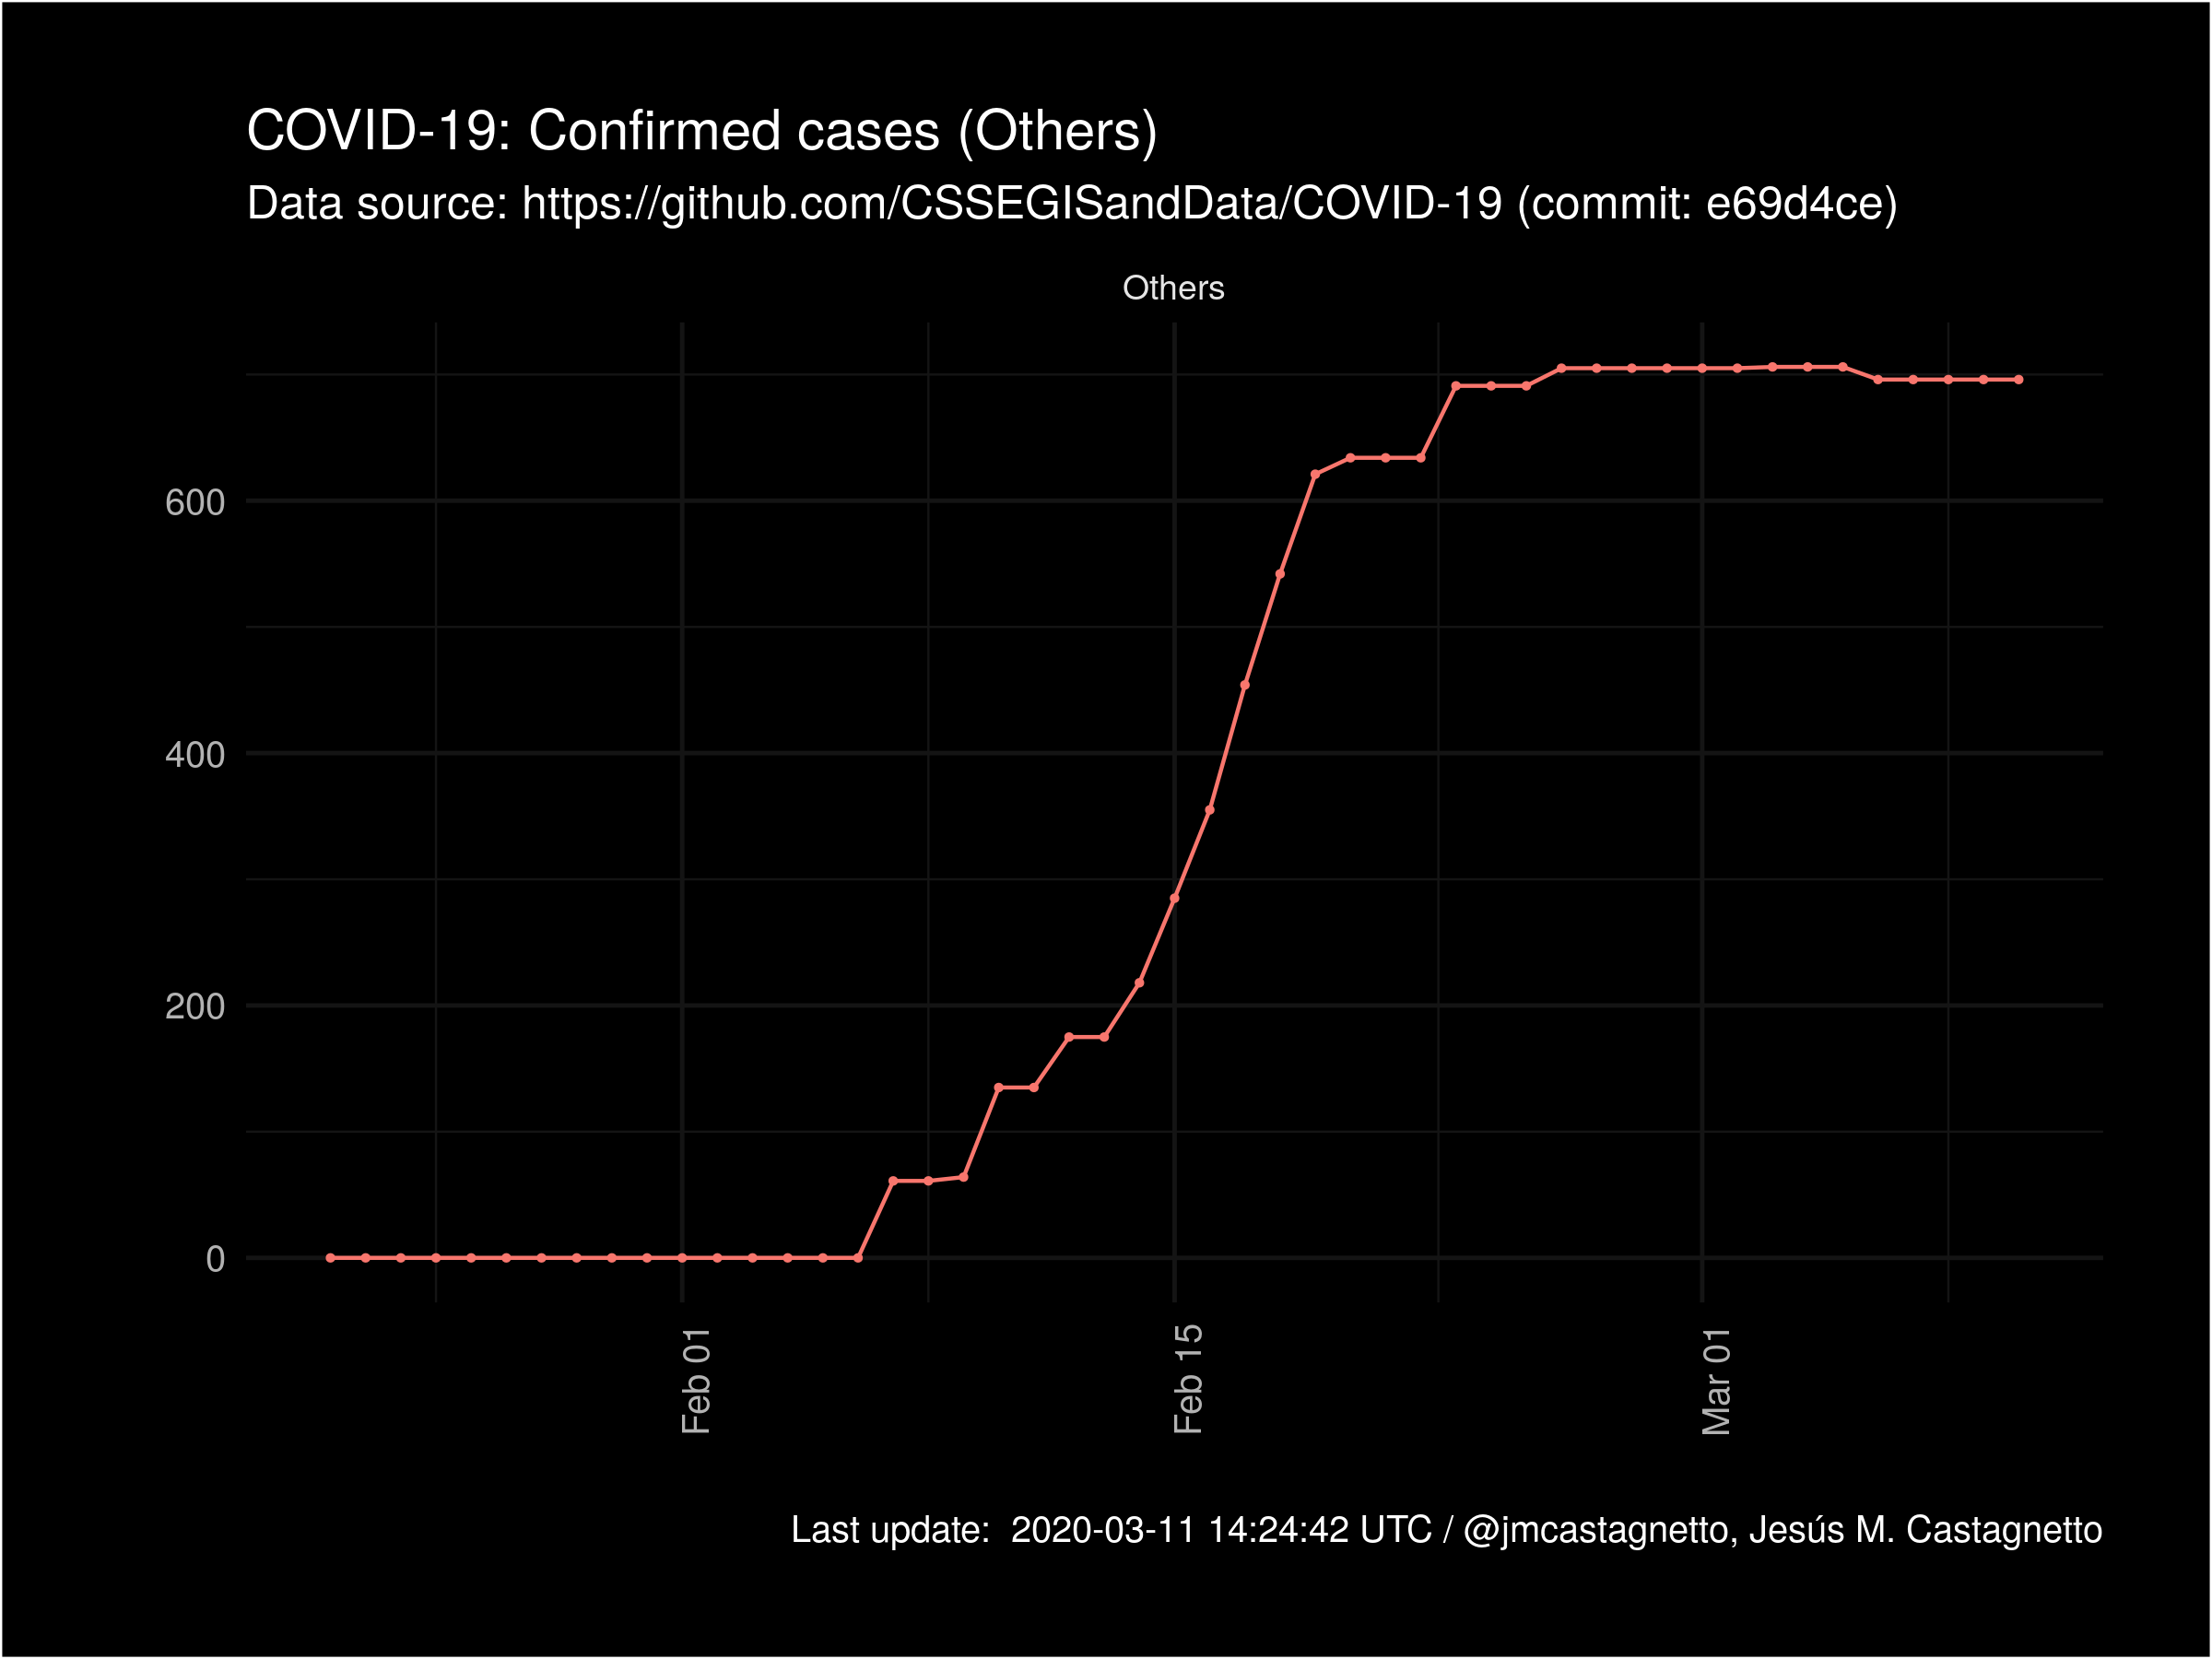 COVID-19: Confirmed cases (Others)
Data source: https://github.com/CSSEGISandData/COVID-19 (commit: e69d4ce)
Others
600
400
200
0
Feb 01
Feb 15
Mar 01
Last update:  2020-03-11 14:24:42 UTC / @jmcastagnetto, Jesús M. Castagnetto